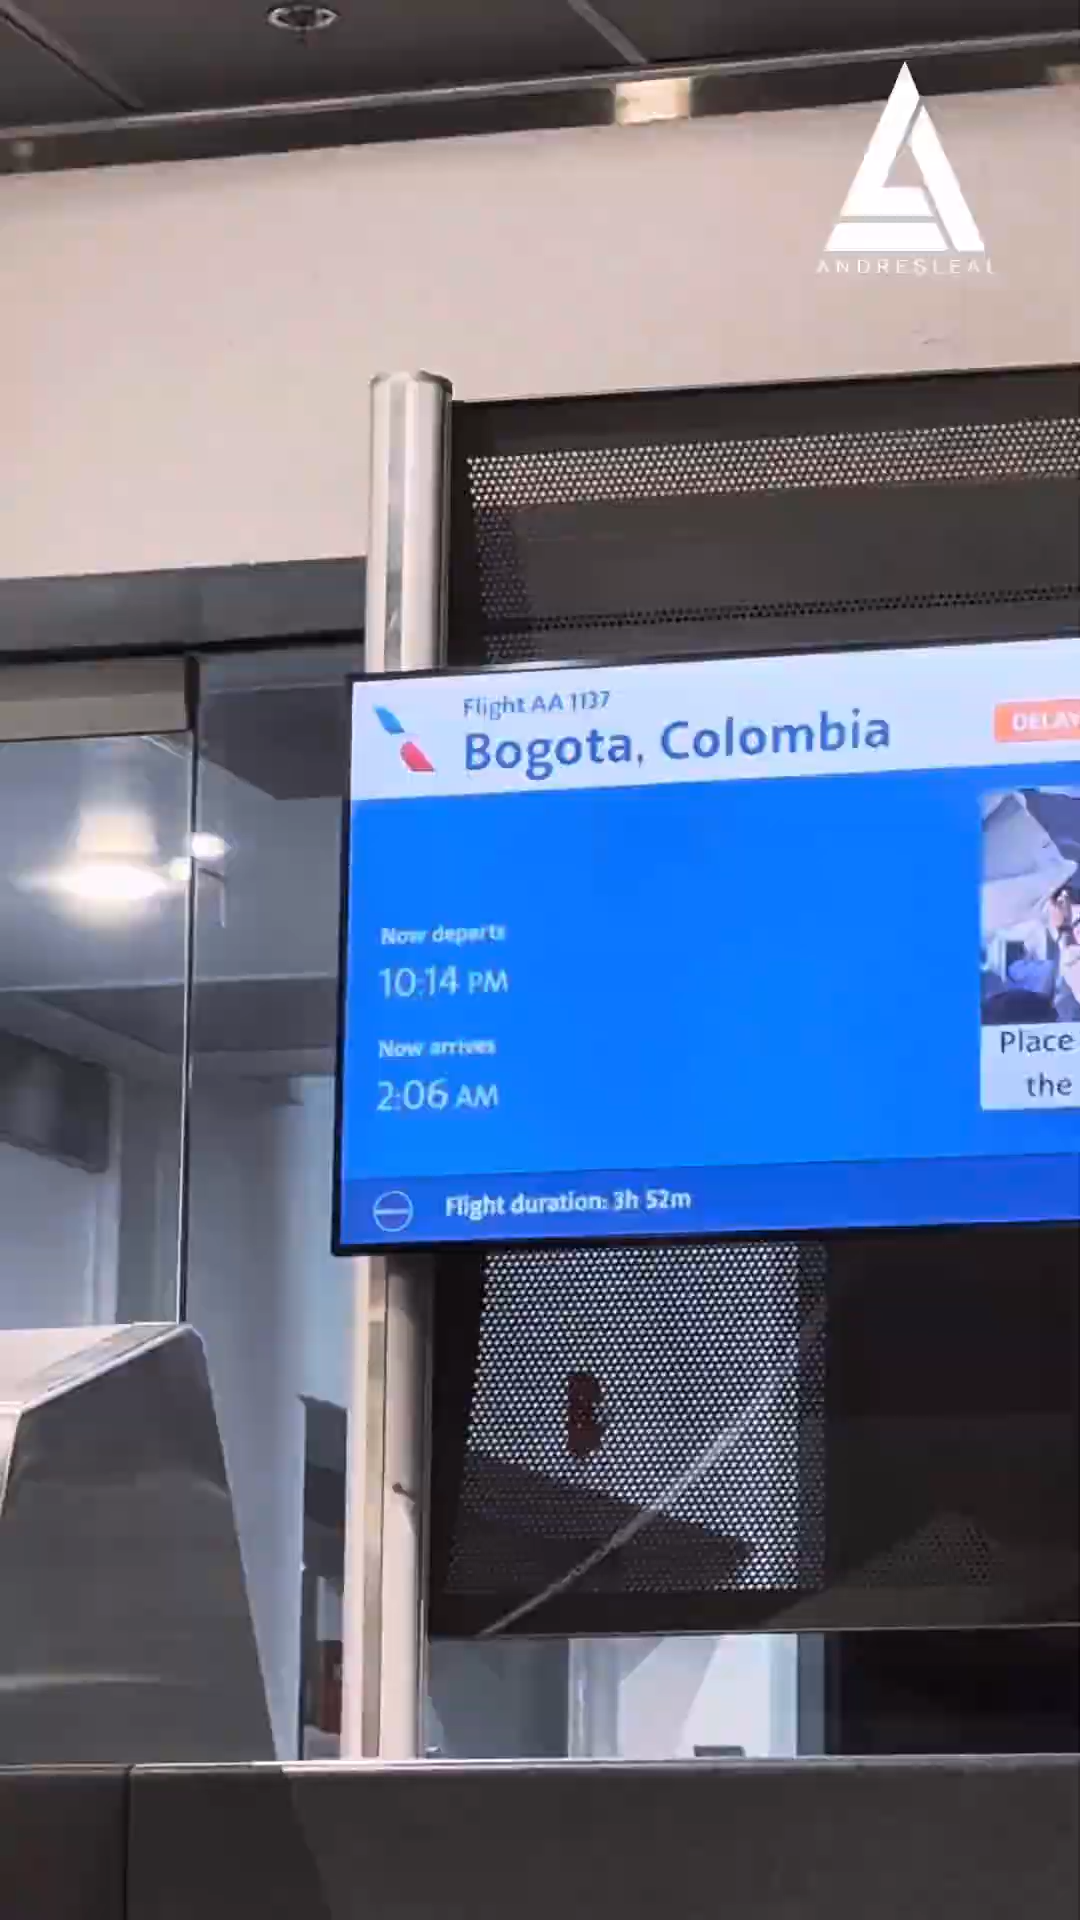 ANDRESLEAL
Flight AA 1137
Bogota, Colombia
DELAY
Now departs
10:14 PM
Now arrives
2:06 AM
Place
the
Flight duration: 3h 52m